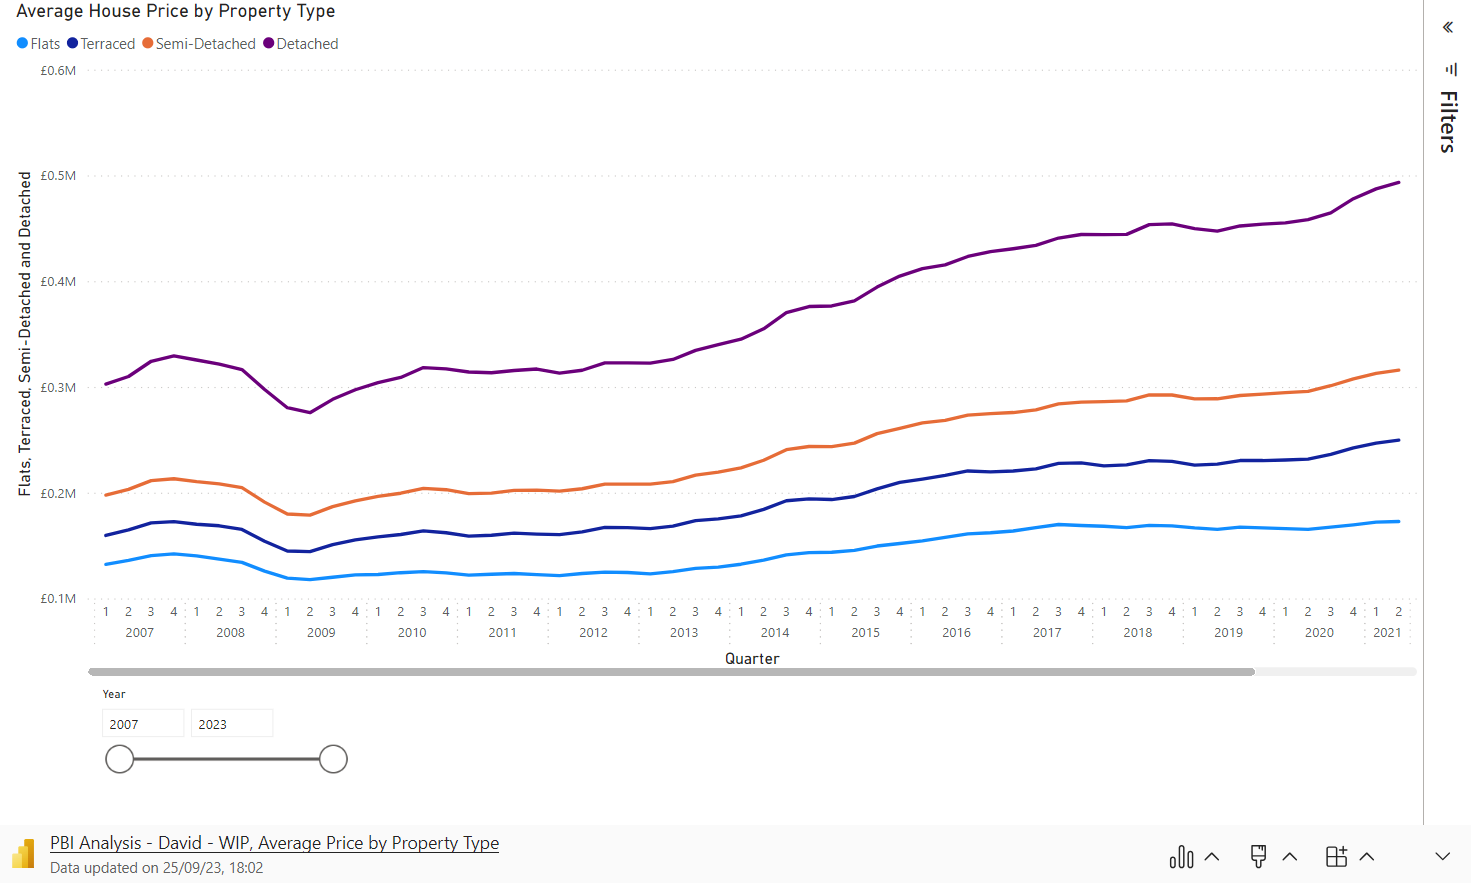 Average House Price by Property Type
Flats Terraced Semi-Detached Detached
Filters
Flats, Terraced, Semi-Detached and Detached
£0.6M
£0.5M
£0.4M
£0.3M
£0.2M
£0.1M
1 2 3 4 1 2 3 4 1 2 3 4 1 2 3 4 1 2 3 4 1 2 3 4 1 2 3 4 1 2 3 4 1 2 3 4 1 2 3 4 1 2 3 4 1 2 3 4 1 2 3 4 1 2 3 4 1 2
2007 2008 2009 2010 2011 2012 2013 2014 2015 2016 2017 2018 2019 2020 2021
Quarter
Year
2007 2023
PBI Analysis - David - WIP, Average Price by Property Type
Data updated on 25/09/23, 18:02